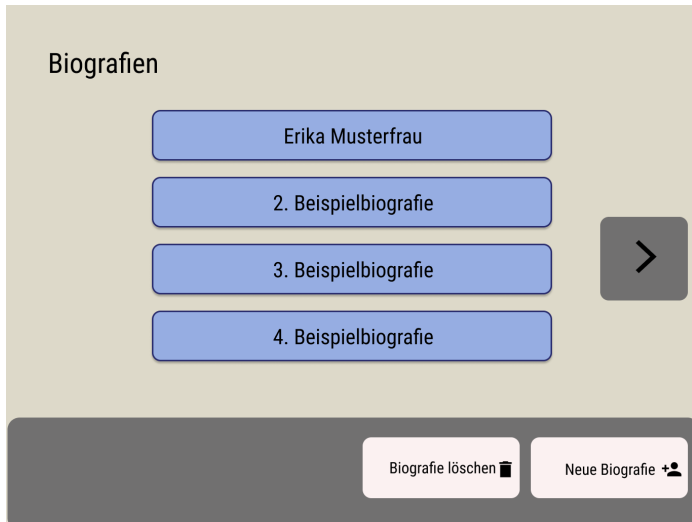 Biografien
Erika Musterfrau
2. Beispielbiografie
3. Beispielbiografie
4. Beispielbiografie
Biografie löschen
Neue Biografie